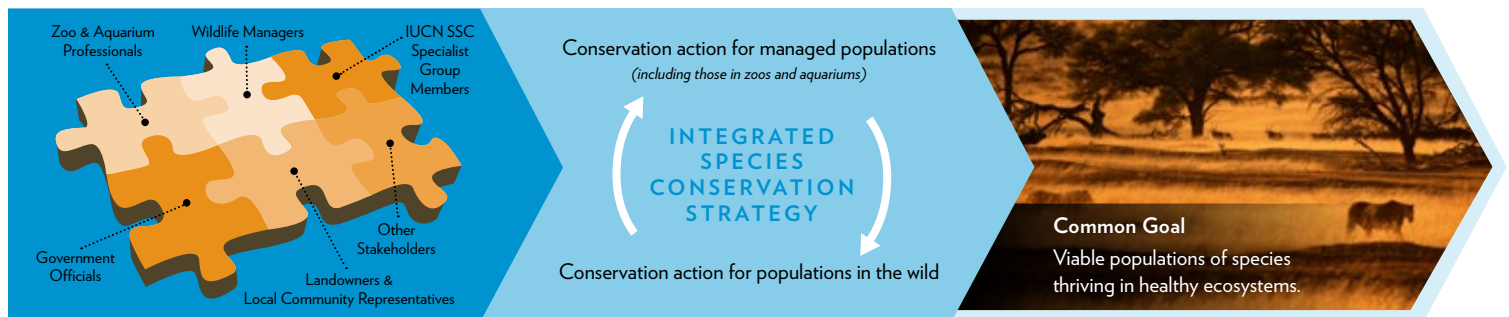 Zoo & Aquarium
Professionals
Wildlife Managers
IUCN SSC
Specialist
Group
Members
Government
Officials
Other
Stakeholders
Landowners &
Local Community Representatives
Conservation action for managed populations
(including those in zoos and aquariums)
INTEGRATED
SPECIES
CONSERVATION
STRATEGY
Conservation action for populations in the wild
Common Goal
Viable populations of species
thriving in healthy ecosystems.